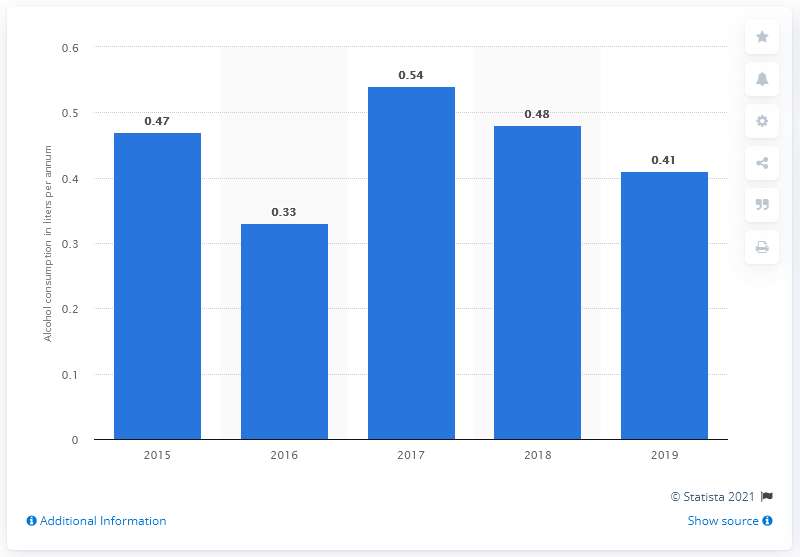 0.6
0.5
0.4
0.3
0.2
0.1
0
Alcohol consumption in liters per annum
0.47
0.33
0.54
0.48
0.41
2015 2016 2017 2018 2019
© Statista 2021
Additional Information
Show source